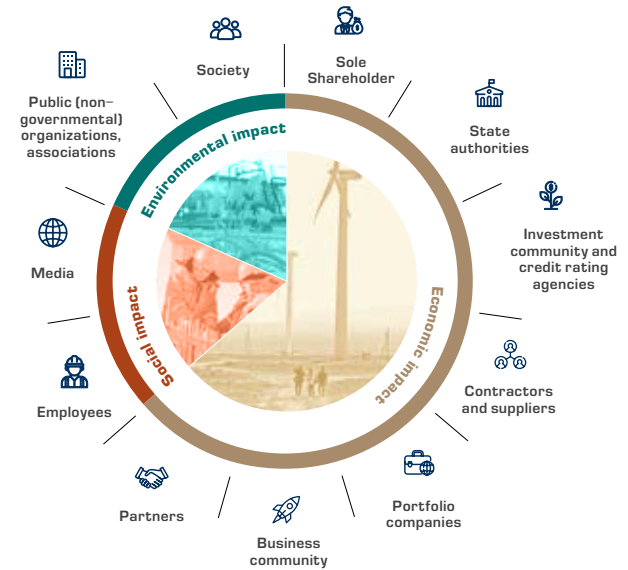 Society
Sole
Shareholder
Public (non–
governmental)
organizations,
associations
State
authorities
Environmental impact
Investment
community and
credit rating
agencies
Media
Social impact
Economic impact
Employees
Contractors
and suppliers
Partners
Portfolio
companies
Business
community